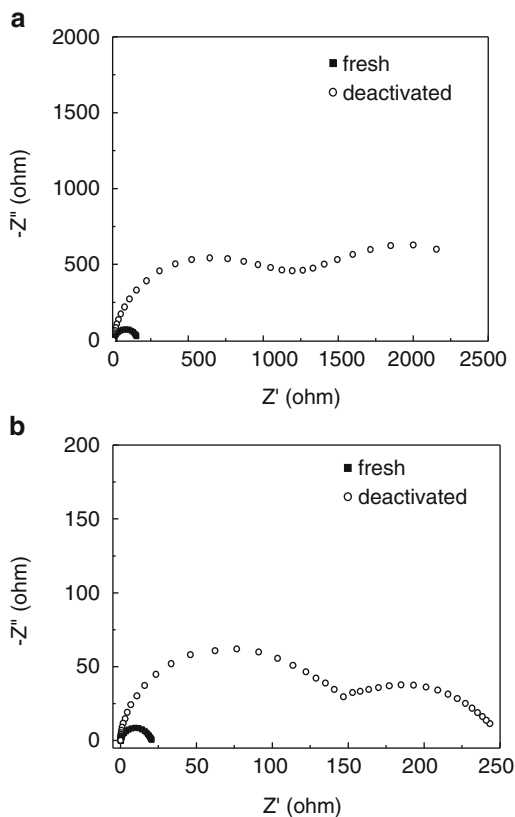 a
2000
fresh
deactivated
1500
1000
500
0
-Z" (ohm)
0 500 1000 1500 2000 2500
Z' (ohm)
b
200
fresh
deactivated
150
100
50
0
-Z" (ohm)
0 50 100 150 200 250
Z' (ohm)